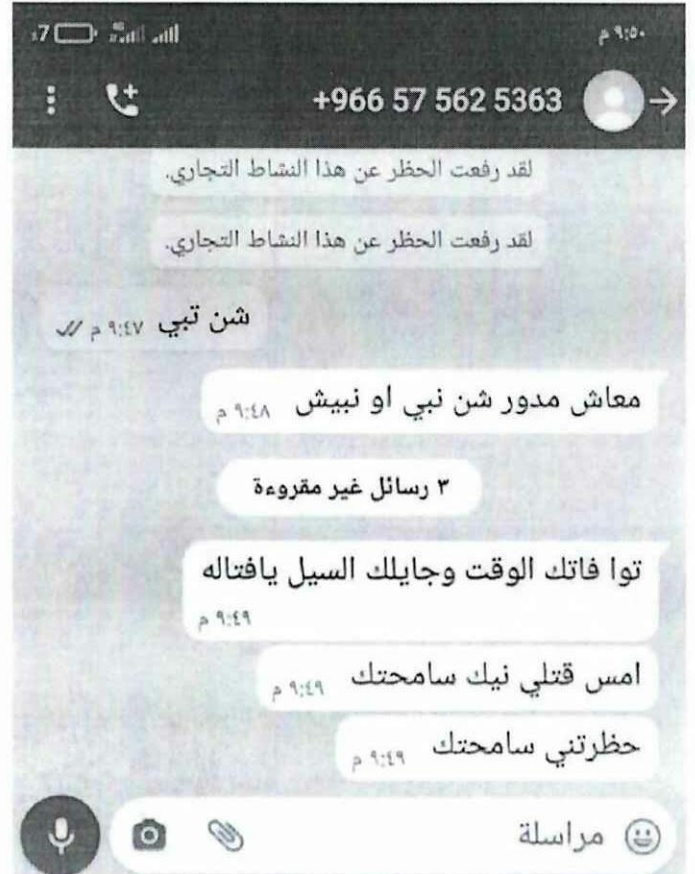 ٩:٥٠ م
+966 57 562 5363
لقد رفعت الحظر عن هذا النشاط التجاري.
لقد رفعت الحظر عن هذا النشاط التجاري.
شن تبي ٩:٤٧ م
معاش مدور شن نبي او نبيش ٩:٤٨ م
٣ رسائل غير مقروءة
توا فاتك الوقت وجايلك السيل يافتاله
٩:٤٩ م
امس قتلي نيك سامحتك ٩:٤٩ م
حظرتني سامحتك ٩:٤٩ م
مراسلة